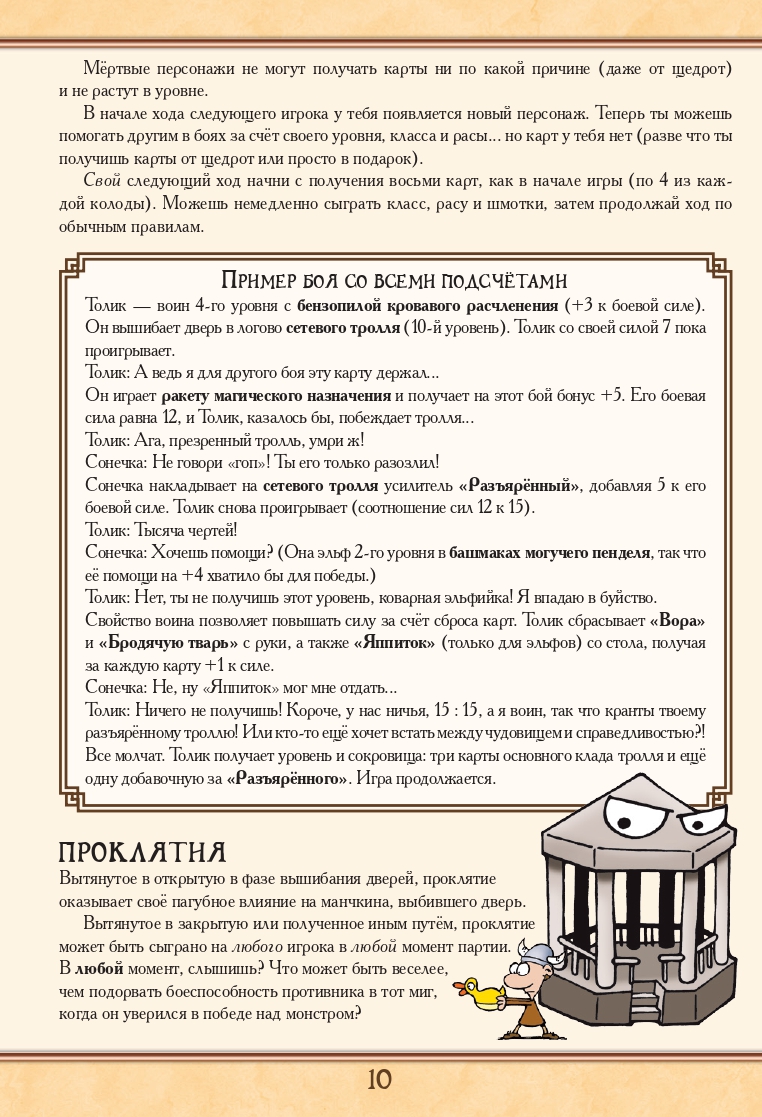 Мёртвые персонажи не могут получать карты ни по какой причине (даже от щедрот)
и не растут в уровне.
В начале хода следующего игрока у тебя появляется новый персонаж. Теперь ты можешь
помогать другим в боях за счёт своего уровня, класса и расы... но карт у тебя нет (разве что ты
получишь карты от щедрот или просто в подарок).
Свой следующий ход начни с получения восьми карт, как в начале игры (по 4 из каж-
дой колоды). Можешь немедленно сыграть класс, расу и шмотки, затем продолжай ход по
обычным правилам.
Пример боя со всеми подсчётами
Толик — воин 4-го уровня с бензопилой кровавого расчленения (+3 к боевой силе).
Он вышибает дверь в логово сетевого тролля (10-й уровень). Толик со своей силой 7 пока
проигрывает.
Толик: А ведь я для другого боя эту карту держал...
Он играет ракету магического назначения и получает на этот бой бонус +5. Его боевая
сила равна 12, и Толик, казалось бы, побеждает тролля...
Толик: Ага, презренный тролль, умри ж!
Сонечка: Не говори «гоп»! Ты его только разозлил!
Сонечка накладывает на сетевого тролля усилитель «Разъярённый», добавляя 5 к его
боевой силе. Толик снова проигрывает (соотношение сил 12 к 15).
Толик: Тысяча чертей!
Сонечка: Хочешь помощи? (Она эльф 2-го уровня в башмаках могучего пенделя, так что
её помощи на +4 хватило бы для победы.)
Толик: Нет, ты не получишь этот уровень, коварная эльфийка! Я впадаю в буйство.
Свойство воина позволяет повышать силу за счёт сброса карт. Толик сбрасывает «Вора»
и «Бродячую тварь» с руки, а также «Яппиток» (только для эльфов) со стола, получая
за каждую карту +1 к силе.
Сонечка: Не, ну «Яппиток» мог мне отдать...
Толик: Ничего не получишь! Короче, у нас ничья, 15 : 15, а я воин, так что кранты твоему
разъярённому троллю! Или кто-то ещё хочет встать между чудовищем и справедливостью?!
Все молчат. Толик получает уровень и сокровища: три карты основного клада тролля и ещё
одну добавочную за «Разъярённого». Игра продолжается.
ПРОКЛЯТИЯ
Вытянутое в открытую в фазе вышибания дверей, проклятие
оказывает своё пагубное влияние на манчкина, выбившего дверь.
Вытянутое в закрытую или полученное иным путём, проклятие
может быть сыграно на любого игрока в любой момент партии.
В любой момент, слышишь? Что может быть веселее,
чем подорвать боеспособность противника в тот миг,
когда он уверился в победе над монстром?
10